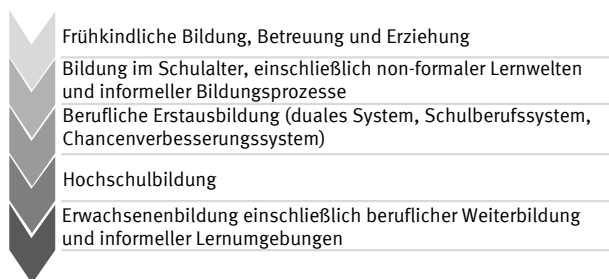 Frühkindliche Bildung, Betreuung und Erziehung
Bildung im Schulalter, einschließlich non-formaler Lernwelten
und informeller Bildungsprozesse
Berufliche Erstausbildung (duales System, Schulberufssystem,
Chancenverbesserungssystem)
Hochschulbildung
Erwachsenenbildung einschließlich beruflicher Weiterbildung
und informeller Lernumgebungen